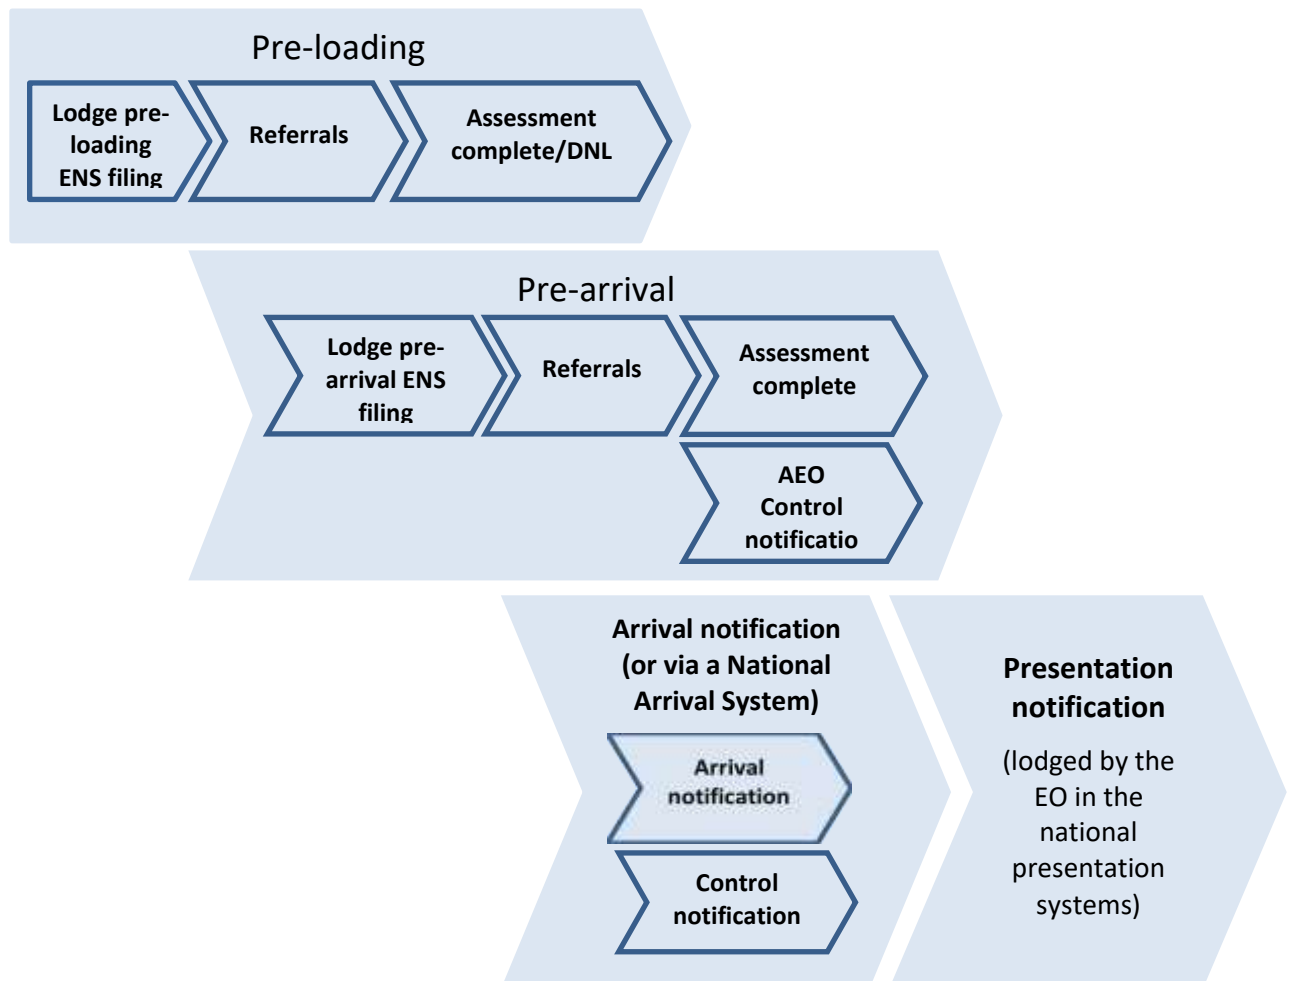 Pre-loading
Lodge pre-
loading
ENS filing
Referrals
Assessment
complete/DNL
Pre-arrival
Lodge pre-
arrival ENS
filing
Referrals
Assessment
complete
AEO
Control
notificatio
Arrival notification
(or via a National
Arrival System)
Arrival
notification
Control
notification
Presentation
notification
(lodged by the
EO in the
national
presentation
systems)